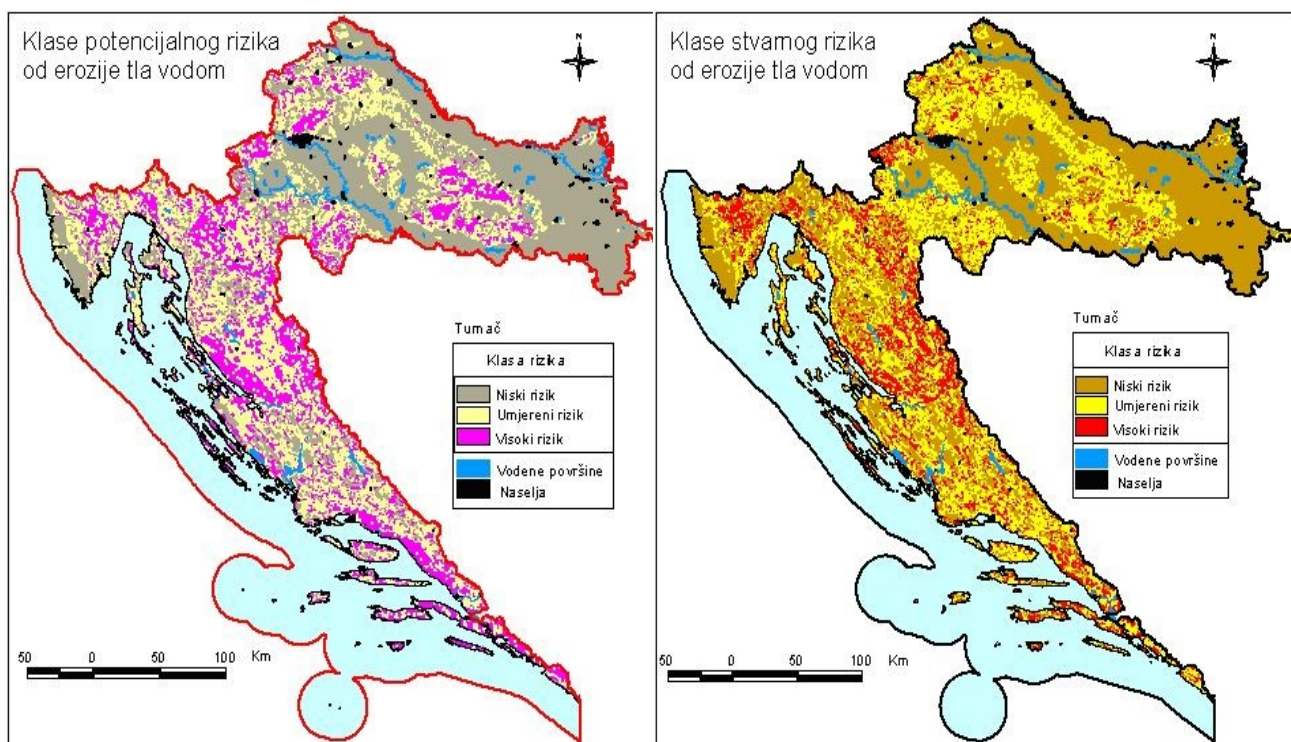 Klase potencijalnog rizika
od erozije tla vodom
N
Tumač
Klasa rizika
Niski rizik
Umjereni rizik
Visoki rizik
Vodene površine
Naselja
50 0 50 100 Km
Klase stvarnog rizika
od erozije tla vodom
N
Tumač
Klasa rizika
Niski rizik
Umjereni rizik
Visoki rizik
Vodene površine
Naselja
50 0 50 100 Km